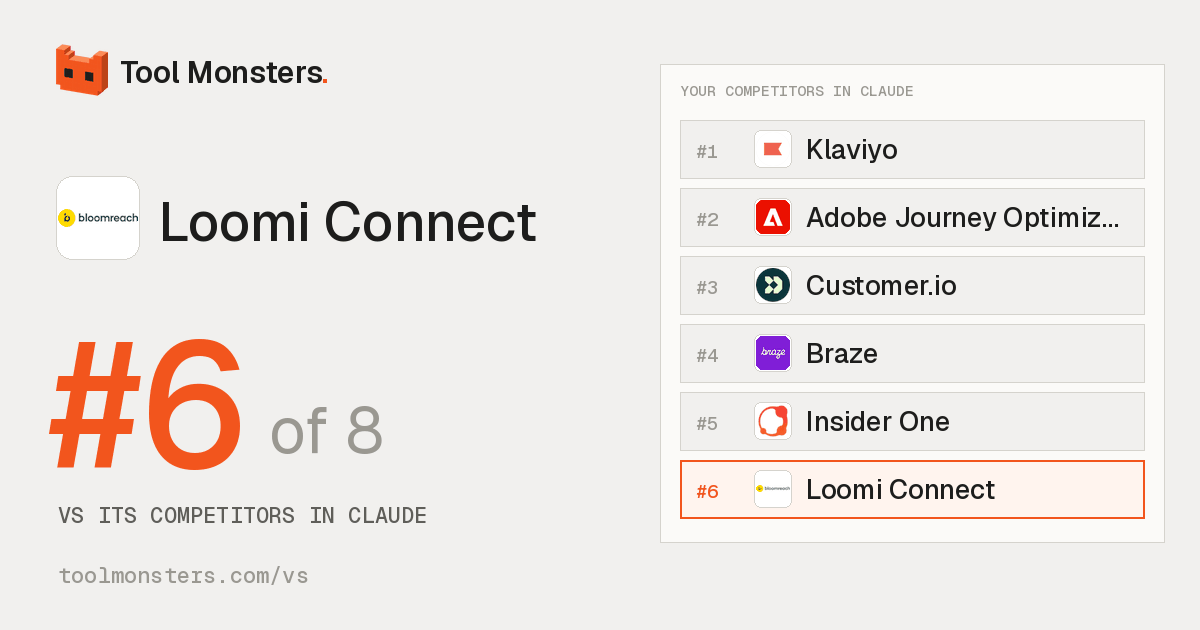 Tool Monsters.
bloomreach
Loomi Connect
#6 of 8
VS ITS COMPETITORS IN CLAUDE
toolmonsters.com/vs
YOUR COMPETITORS IN CLAUDE
#1 Klaviyo
#2 Adobe Journey Optimiz...
#3 Customer.io
#4 braze Braze
#5 Insider One
#6 bloomreach Loomi Connect